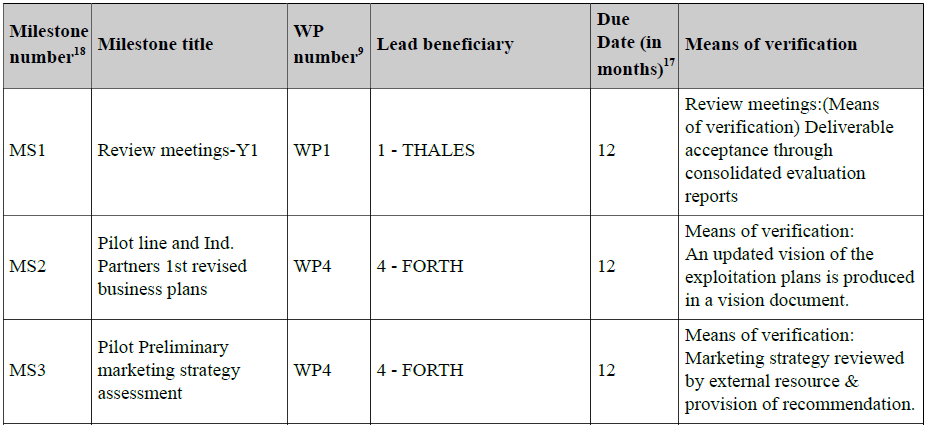 Milestone number18 Milestone title WP number9 Lead beneficiary Due Date (in months)17 Means of verification
MS1 Review meetings-Y1 WP1 1 - THALES 12 Review meetings:(Means
of verification) Deliverable
acceptance through
consolidated evaluation
reports
MS2 Pilot line and Ind.
Partners 1st revised
business plans
WP4 4 - FORTH 12 Means of verification:
An updated vision of the
exploitation plans is produced
in a vision document.
MS3 Pilot Preliminary
marketing strategy
assessment
WP4 4 - FORTH 12 Means of verification:
Marketing strategy reviewed
by external resource &
provision of recommendation.